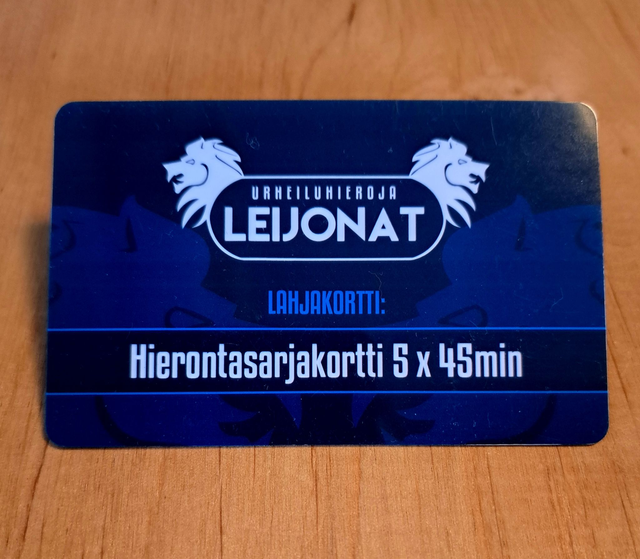 URHEILUHIEROJA
LEIJONAT
LAHJAKORTTI:
Hierontasarjakortti 5 x 45min